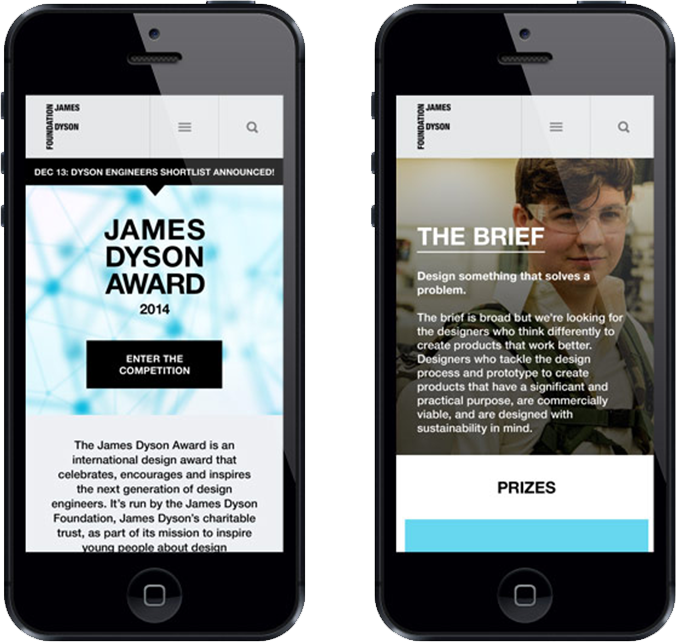 JAMES
DYSON
FOUNDATION
DEC 13: DYSON ENGINEERS SHORTLIST ANNOUNCED!
JAMES
DYSON
AWARD
2014
ENTER THE
COMPETITION
The James Dyson Award is an
international design award that
celebrates, encourages and inspires
the next generation of design
engineers. It's run by the James Dyson
Foundation, James Dyson's charitable
trust, as part of its mission to inspire
young people about design
JAMES
DYSON
FOUNDATION
THE BRIEF
Design something that solves a
problem.
The brief is broad but we're looking for
the designers who think differently to
create products that work better.
Designers who tackle the design
process and prototype to create
products that have a significant and
practical purpose, are commercially
viable, and are designed with
sustainability in mind.
PRIZES